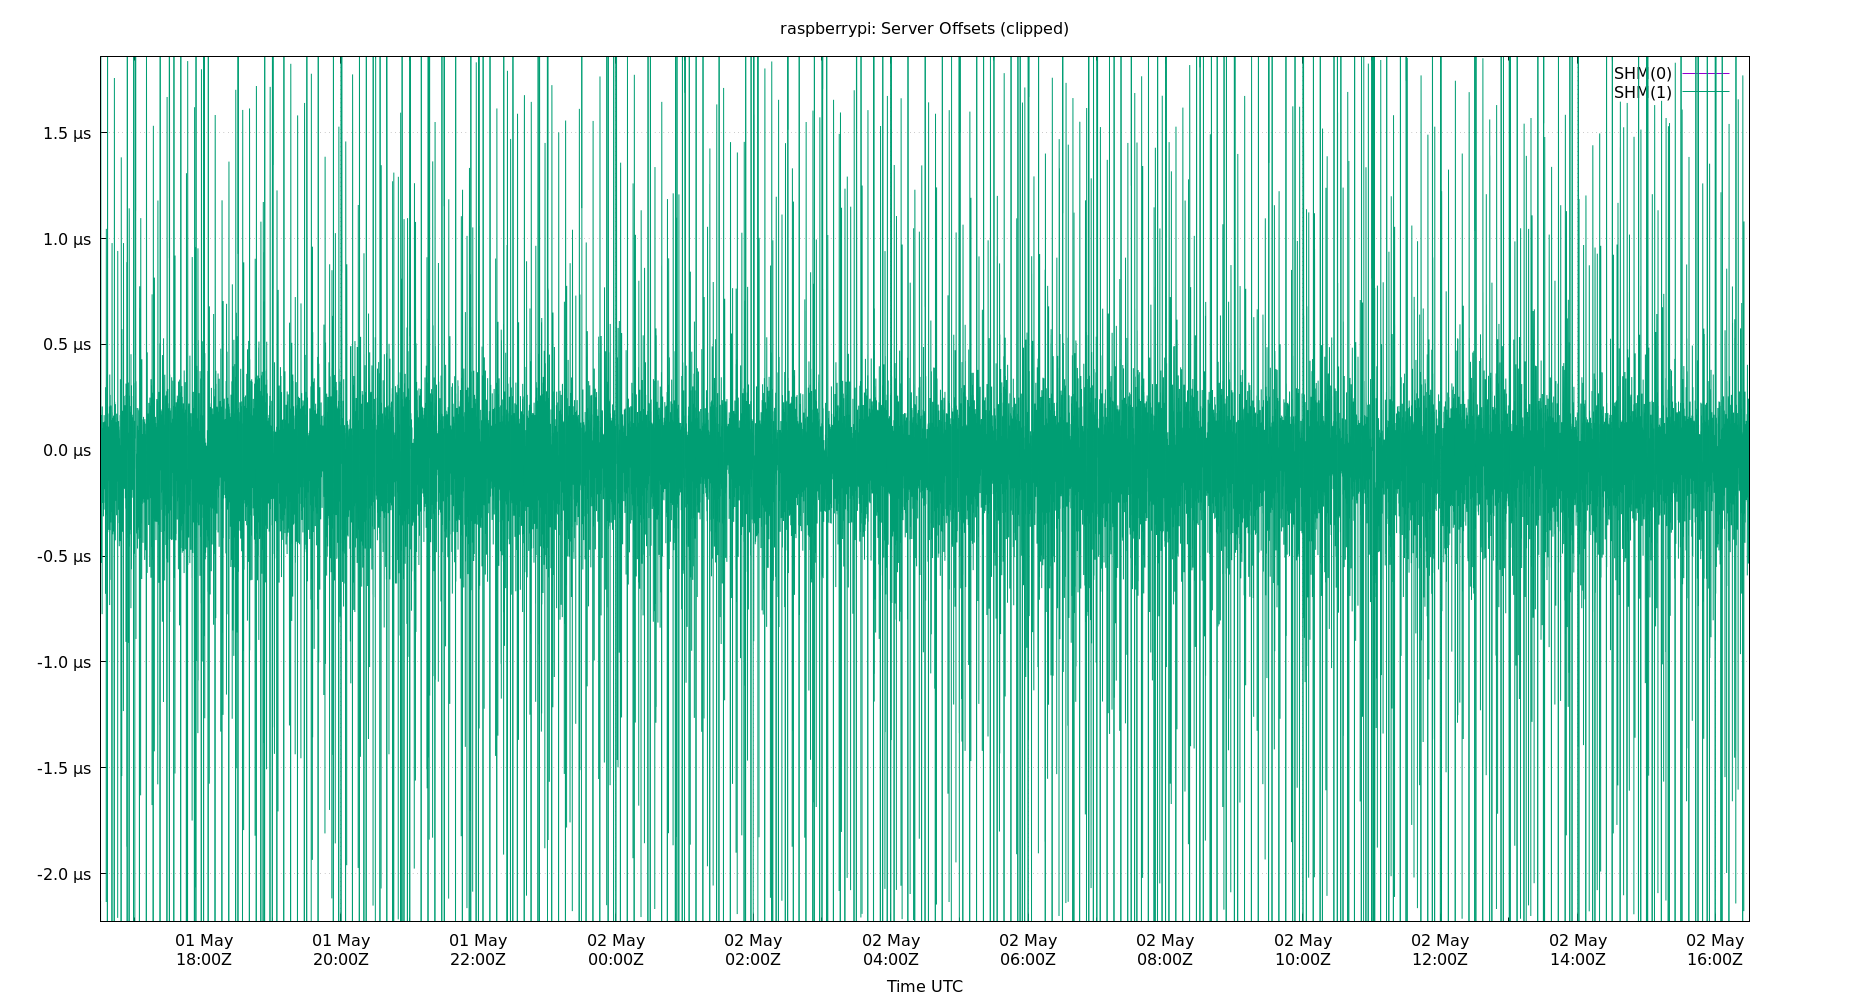 raspberrypi: Server Offsets (clipped)
SHM(0)
SHM(1)
1.5 μs
1.0 μs
0.5 μs
0.0 μs
-0.5 μs
-1.0 μs
-1.5 μs
-2.0 μs
01 May 01 May 01 May 02 May 02 May 02 May 02 May 02 May 02 May 02 May 02 May 02 May
18:00Z 20:00Z 22:00Z 00:00Z 02:00Z 04:00Z 06:00Z 08:00Z 10:00Z 12:00Z 14:00Z 16:00Z
Time UTC